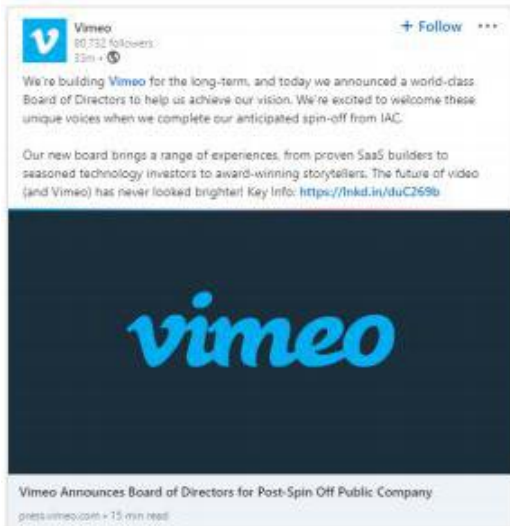 Vimeo
+ Follow ...
80,732 followers
33m •
We're building Vimeo for the long-term, and today we announced a world-class
Board of Directors to help us achieve our vision. We're excited to welcome these
unique voices when we complete our anticipated spin-off from IAC.
Our new board brings a range of experiences, from proven SaaS builders to
seasoned technology investors to award-winning storytellers. The future of video
(and Vimeo) has never looked brighter! Key Info: https://lnkd.in/duC269b
vimeo
Vimeo Announces Board of Directors for Post-Spin Off Public Company
press.vimeo.com • 15 min read